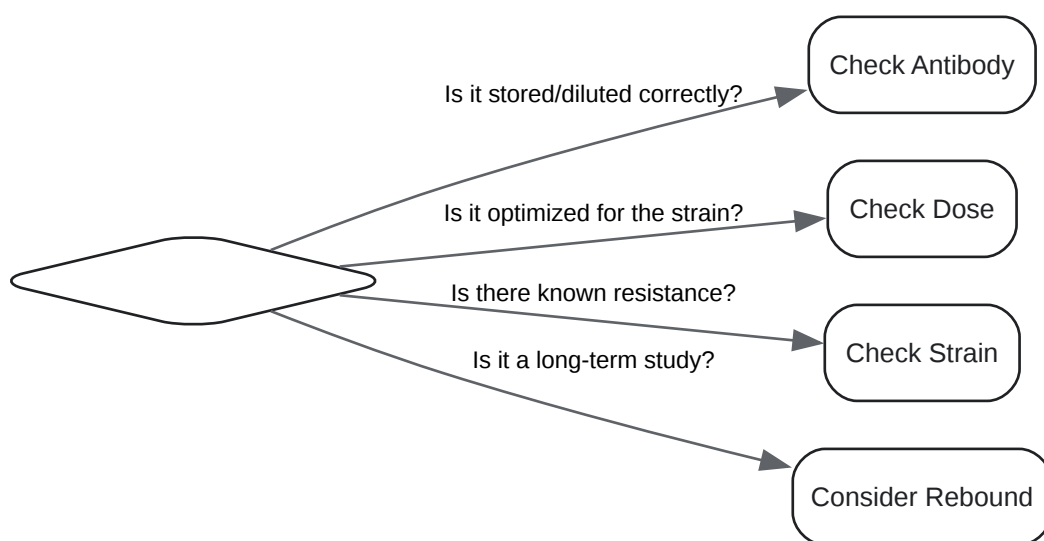 Check Antibody
Is it stored/diluted correctly?
Check Dose
Is it optimized for the strain?
Is there known resistance?
Check Strain
Is it a long-term study?
Consider Rebound